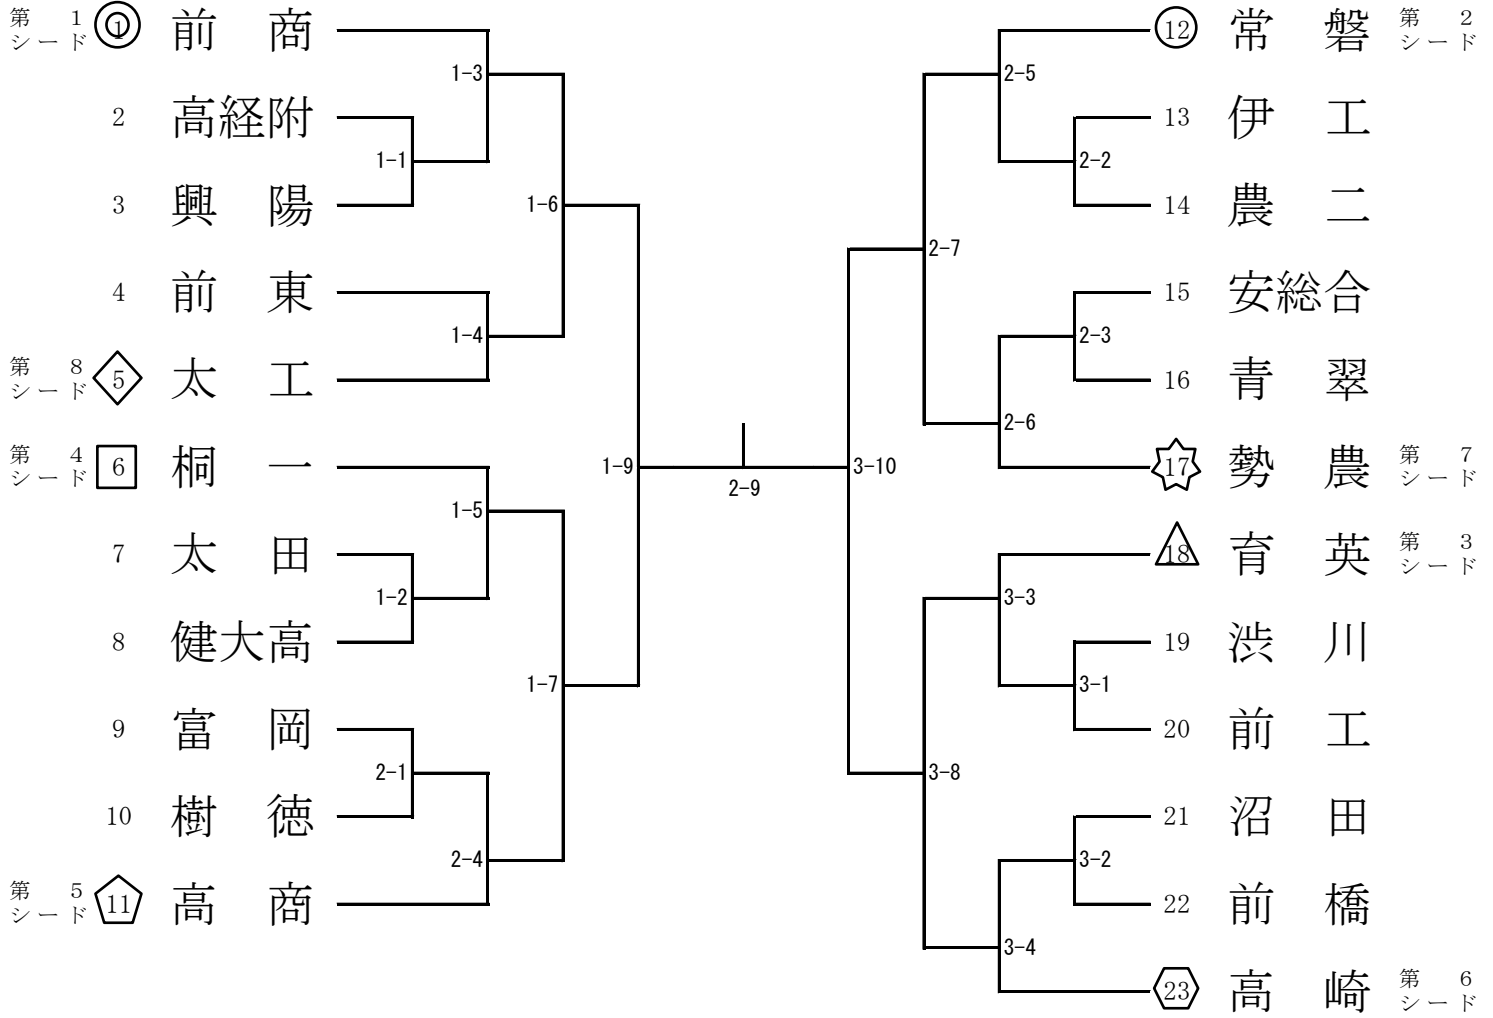 第 1
シード ① 前 商
2 高経附
3 興 陽
4 前 東
第 8
シード 5 太 工
第 4
シード 6 桐 一
7 太 田
8 健大高
9 富 岡
10 樹 徳
第 5
シード 11 高 商
1-3
1-1
1-6
1-4
1-5
1-2
1-7
2-1
2-4
1-9
2-9
3-10
2-5
2-2
2-7
2-3
2-6
3-3
3-1
3-8
3-2
3-4
12 常 磐 第 2
シード
13 伊 工
14 農 二
15 安総合
16 青 翠
17 勢 農 第 7
シード
18 育 英 第 3
シード
19 渋 川
20 前 工
21 沼 田
22 前 橋
23 高 崎 第 6
シード